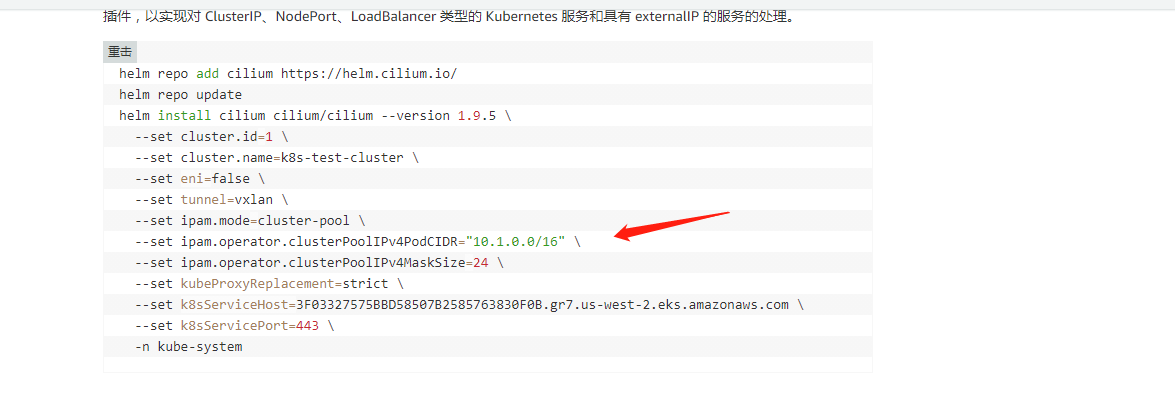 插件，以实现对 ClusterIP、NodePort、LoadBalancer 类型的 Kubernetes 服务和具有 externalIP 的服务的处理。
重击
helm repo add cilium https://helm.cilium.io/
helm repo update
helm install cilium cilium/cilium --version 1.9.5 \
--set cluster.id=1 \
--set cluster.name=k8s-test-cluster \
--set eni=false \
--set tunnel=vxlan \
--set ipam.mode=cluster-pool \
--set ipam.operator.clusterPoolIPv4PodCIDR="10.1.0.0/16" \
--set ipam.operator.clusterPoolIPv4MaskSize=24 \
--set kubeProxyReplacement=strict \
--set k8sServiceHost=3F03327575BBD58507B2585763830F0B.gr7.us-west-2.eks.amazonaws.com \
--set k8sServicePort=443 \
-n kube-system